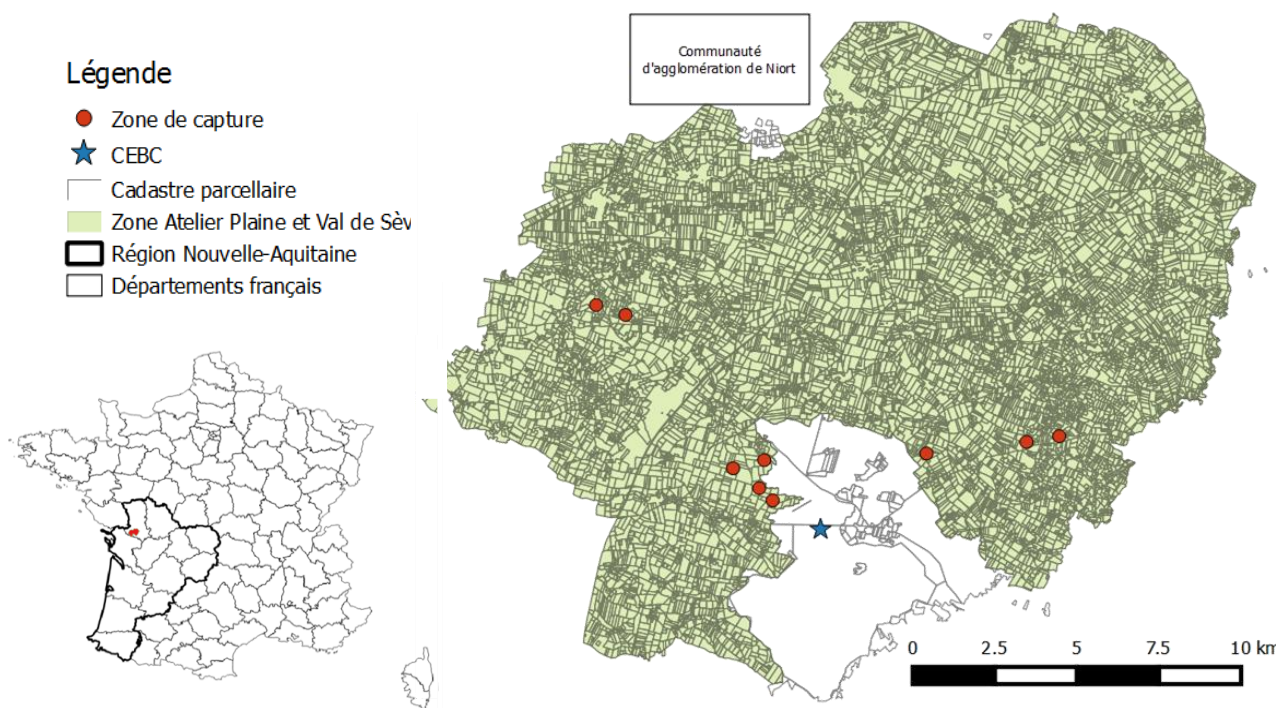 Communauté
d'agglomération de Niort
Légende
Zone de capture
CEBC
Cadastre parcellaire
Zone Atelier Plaine et Val de Sèv
Région Nouvelle-Aquitaine
Départements français
0 2.5 5 7.5 10 km